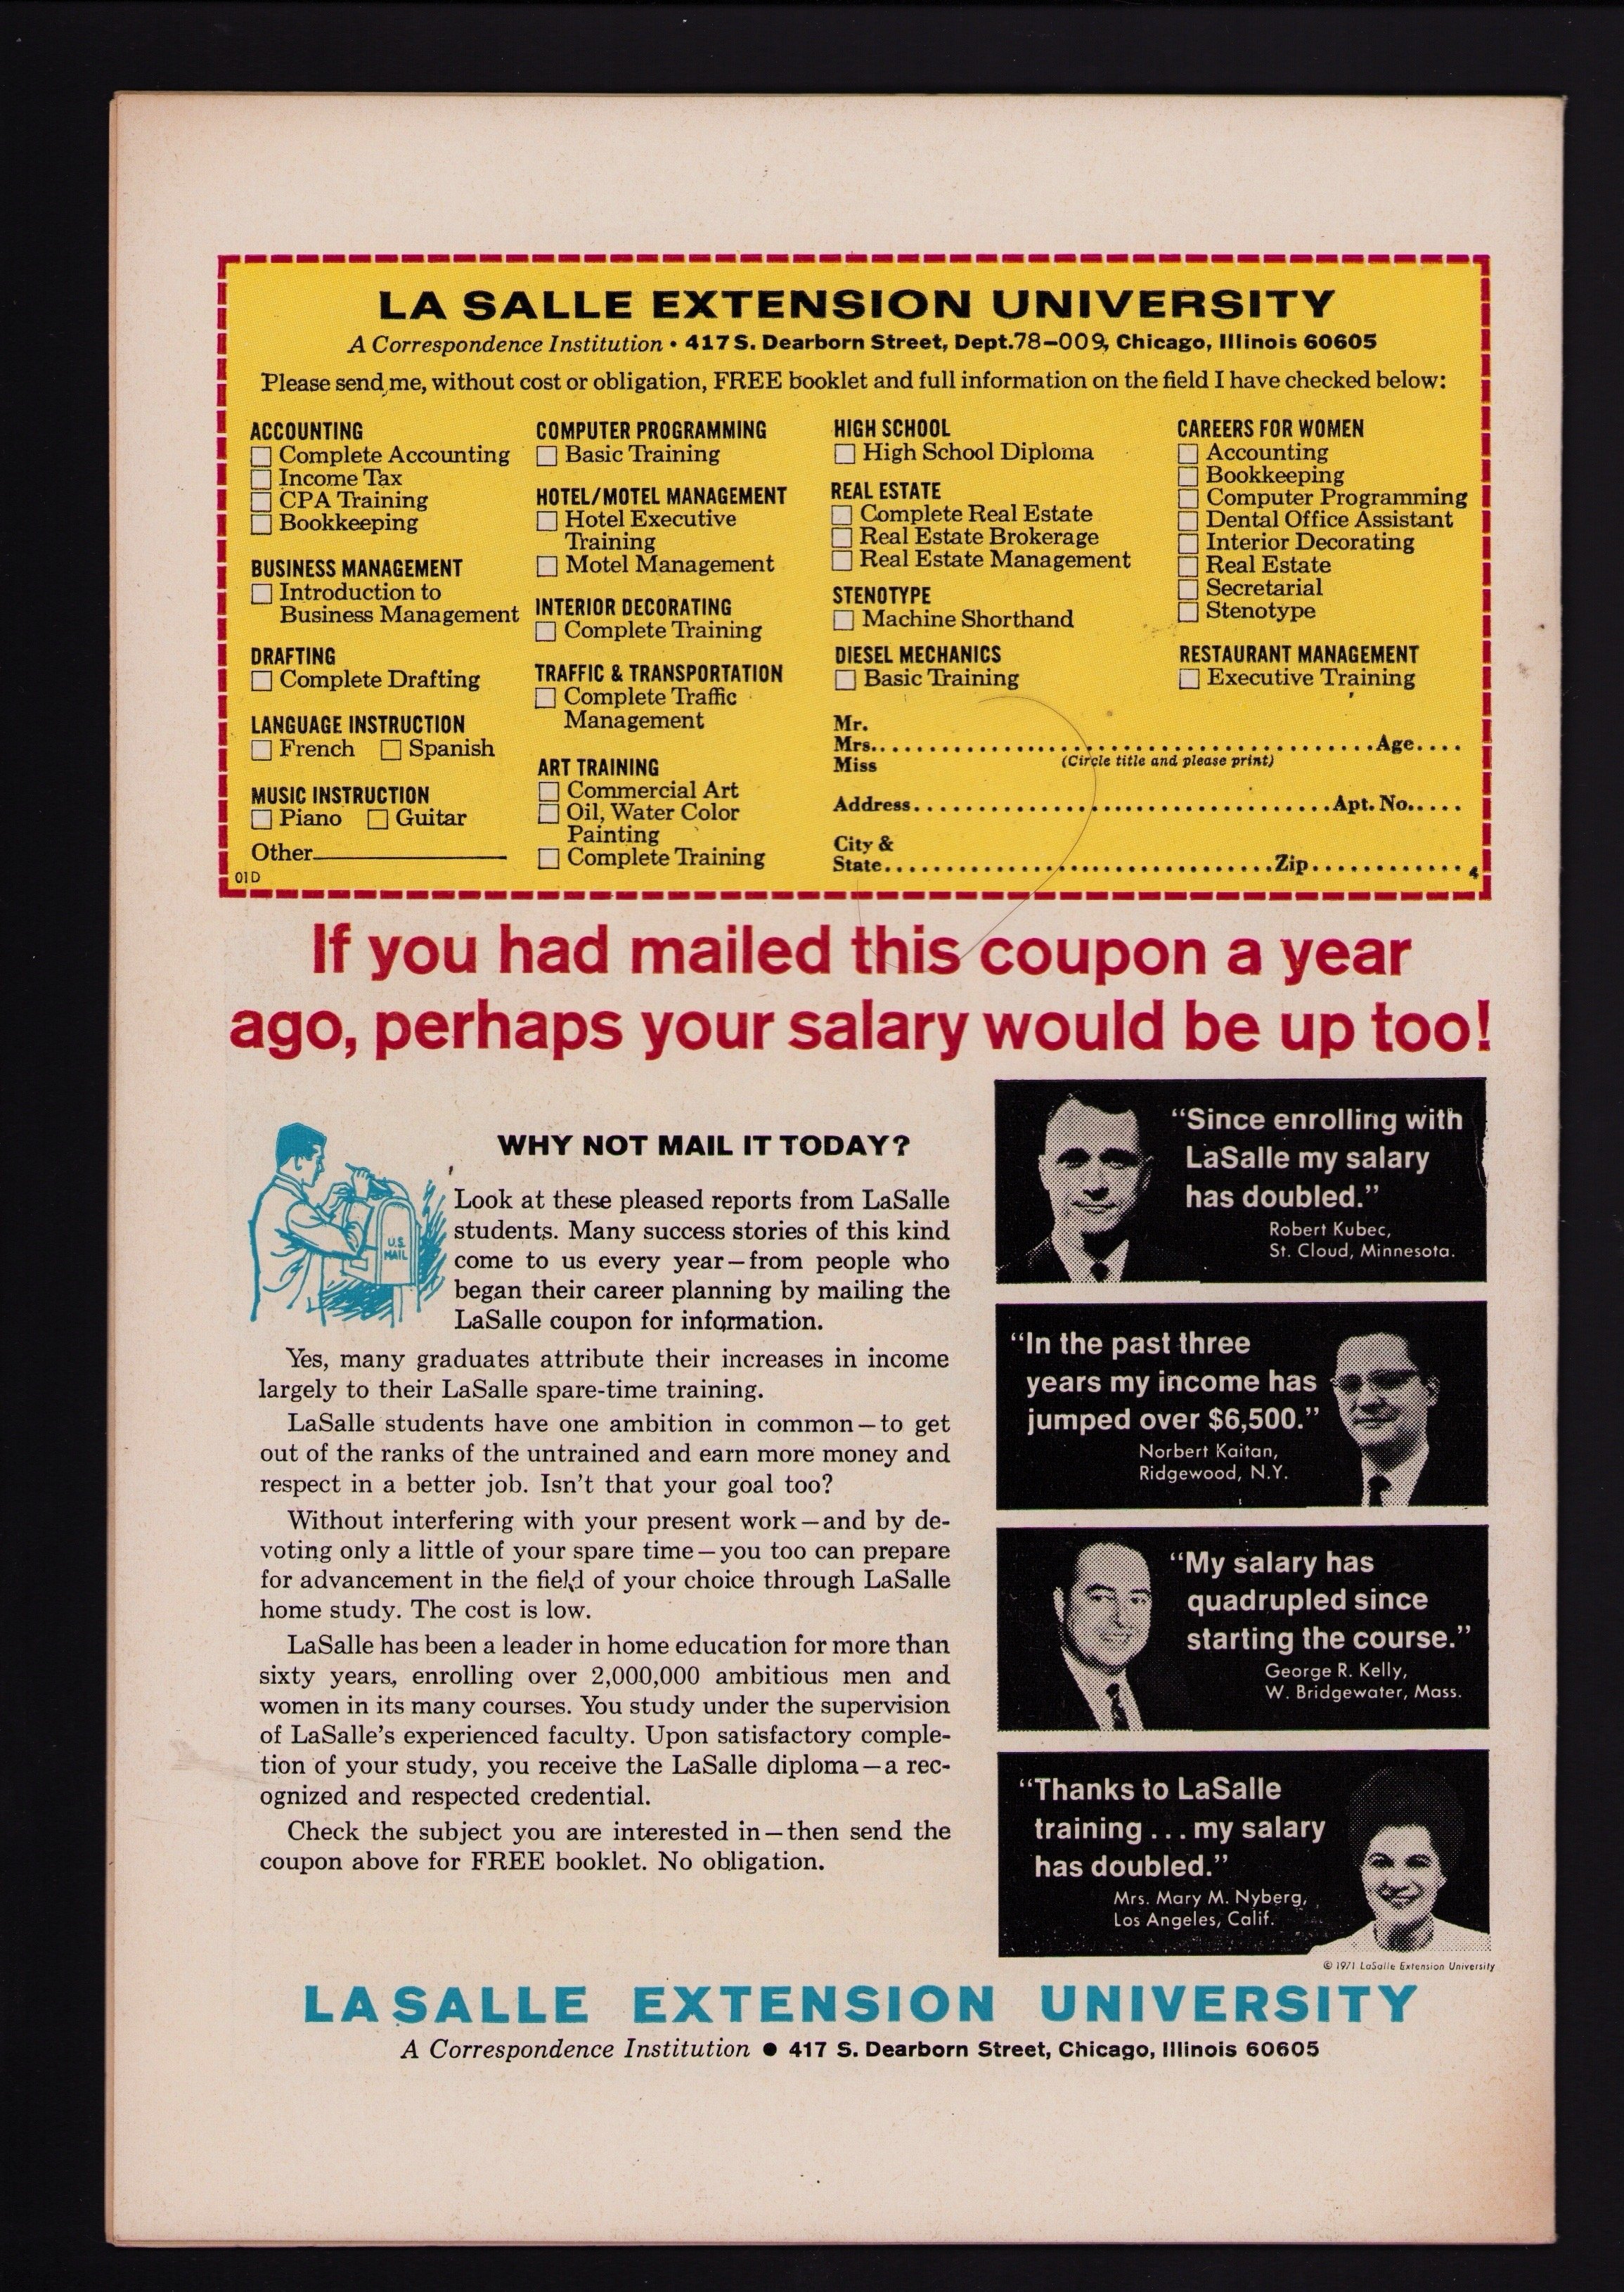 LA SALLE EXTENSION UNIVERSITY
A Correspondence Institution • 417 S. Dearborn Street, Dept. 78-009, Chicago, Illinois 60605
Please send me, without cost or obligation, FREE booklet and full information on the field I have checked below:
ACCOUNTING
Complete Accounting
Income Tax
CPA Training
Bookkeeping
BUSINESS MANAGEMENT
Introduction to
Business Management
DRAFTING
Complete Drafting
LANGUAGE INSTRUCTION
French Spanish
MUSIC INSTRUCTION
Piano Guitar
Other
01D
COMPUTER PROGRAMMING
Basic Training
HOTEL/MOTEL MANAGEMENT
Hotel Executive
Training
Motel Management
INTERIOR DECORATING
Complete Training
TRAFFIC & TRANSPORTATION
Complete Traffic
Management
ART TRAINING
Commercial Art
Oil, Water Color
Painting
Complete Training
HIGH SCHOOL
High School Diploma
REAL ESTATE
Complete Real Estate
Real Estate Brokerage
Real Estate Management
STENOTYPE
Machine Shorthand
DIESEL MECHANICS
Basic Training
CAREERS FOR WOMEN
Accounting
Bookkeeping
Computer Programming
Dental Office Assistant
Interior Decorating
Real Estate
Secretarial
Stenotype
RESTAURANT MANAGEMENT
Executive Training
Mr.
Mrs. Age
Miss (Circle title and please print)
Address Apt. No.
City &
State Zip
4
If you had mailed this coupon a year
ago, perhaps your salary would be up too!
WHY NOT MAIL IT TODAY?
U.S.
MAIL
Look at these pleased reports from LaSalle
students. Many success stories of this kind
come to us every year—from people who
began their career planning by mailing the
LaSalle coupon for information.
Yes, many graduates attribute their increases in income
largely to their LaSalle spare-time training.
LaSalle students have one ambition in common—to get
out of the ranks of the untrained and earn more money and
respect in a better job. Isn't that your goal too?
Without interfering with your present work—and by de-
voting only a little of your spare time—you too can prepare
for advancement in the field of your choice through LaSalle
home study. The cost is low.
LaSalle has been a leader in home education for more than
sixty years, enrolling over 2,000,000 ambitious men and
women in its many courses. You study under the supervision
of LaSalle's experienced faculty. Upon satisfactory comple-
tion of your study, you receive the LaSalle diploma—a rec-
ognized and respected credential.
Check the subject you are interested in—then send the
coupon above for FREE booklet. No obligation.
"Since enrolling with
LaSalle my salary
has doubled."
Robert Kubec,
St. Cloud, Minnesota.
"In the past three
years my income has
jumped over $6,500."
Norbert Kaitan,
Ridgewood, N.Y.
"My salary has
quadrupled since
starting the course."
George R. Kelly,
W. Bridgewater, Mass.
"Thanks to LaSalle
training ... my salary
has doubled."
Mrs. Mary M. Nyberg,
Los Angeles, Calif.
© 1971 LaSalle Extension University
LASALLE EXTENSION UNIVERSITY
A Correspondence Institution • 417 S. Dearborn Street, Chicago, Illinois 60605